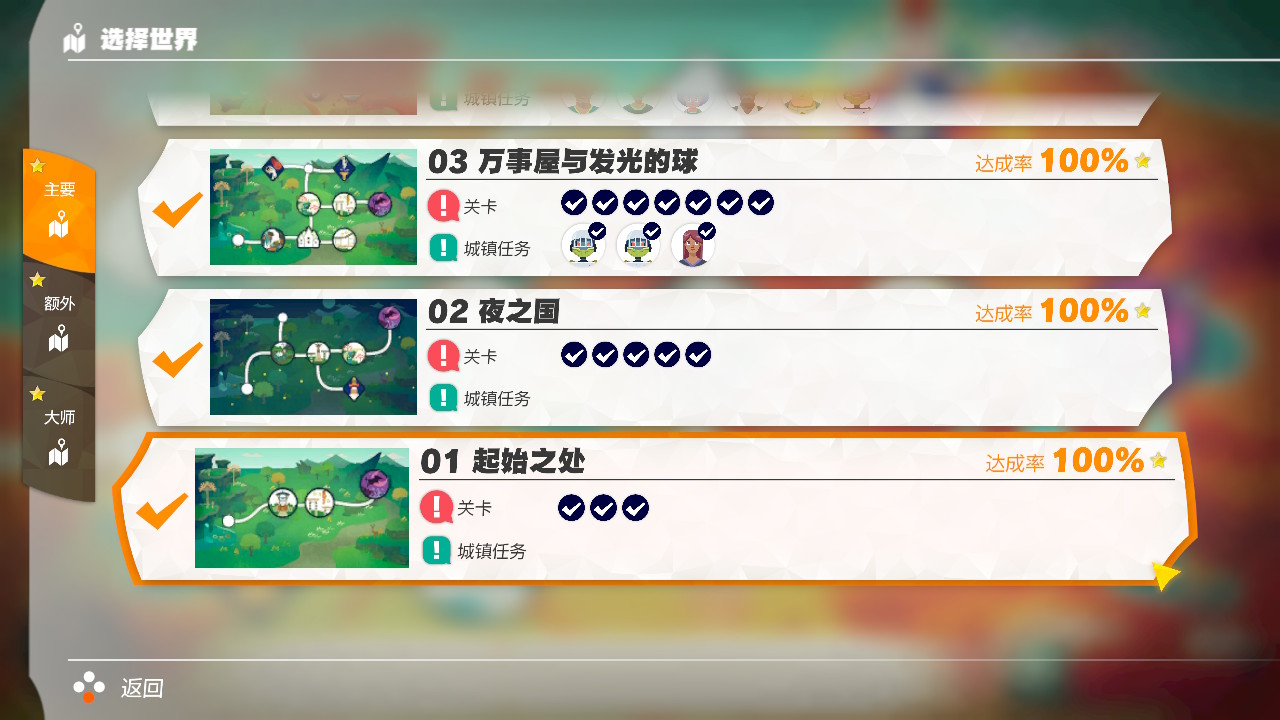 选择世界
城镇任务
主要
额外
大师
03 万事屋与发光的球
达成率 100%
关卡
城镇任务
02 夜之国
达成率 100%
关卡
城镇任务
01 起始之处
达成率 100%
关卡
城镇任务
返回